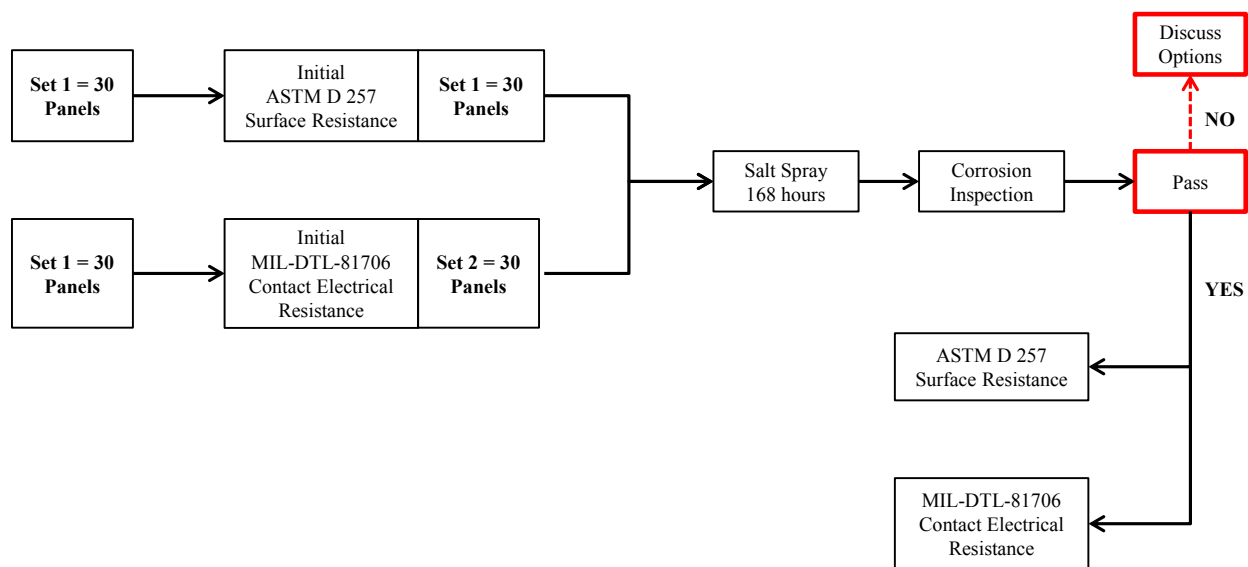 Set 1 = 30
Panels
Initial
ASTM D 257
Surface Resistance
Set 1 = 30
Panels
Discuss
Options
NO
Salt Spray
168 hours
Corrosion
Inspection
Pass
Set 1 = 30
Panels
Initial
MIL-DTL-81706
Contact Electrical
Resistance
Set 2 = 30
Panels
YES
ASTM D 257
Surface Resistance
MIL-DTL-81706
Contact Electrical
Resistance